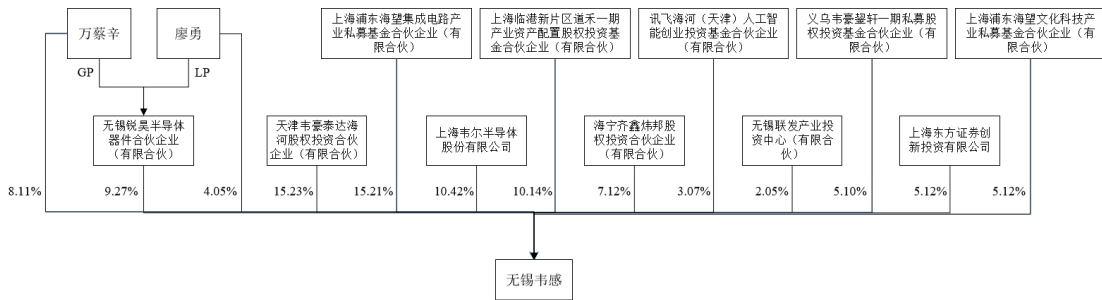 万蔡辛
廖勇
上海浦东海望集成电路产
业私募基金合伙企业（有
限合伙）
上海临港新片区道禾一期
产业资产配置股权投资基
金合伙企业（有限合伙）
讯飞海河（天津）人工智
能创业投资基金合伙企业
（有限合伙）
义乌韦豪鋆轩一期私募股
权投资基金合伙企业（有
限合伙）
上海浦东海望文化科技产
业私募基金合伙企业（有
限合伙）
GP
LP
无锡锐昊半导体
器件合伙企业
（有限合伙）
天津韦豪泰达海
河股权投资合伙
企业（有限合伙）
上海韦尔半导体
股份有限公司
海宁齐鑫炜邦股
权投资合伙企业
（有限合伙）
无锡联发产业投
资中心（有限合
伙）
上海东方证券创
新投资有限公司
8.11%
9.27%
4.05%
15.23%
15.21%
10.42%
10.14%
7.12%
3.07%
2.05%
5.10%
5.12%
5.12%
无锡韦感